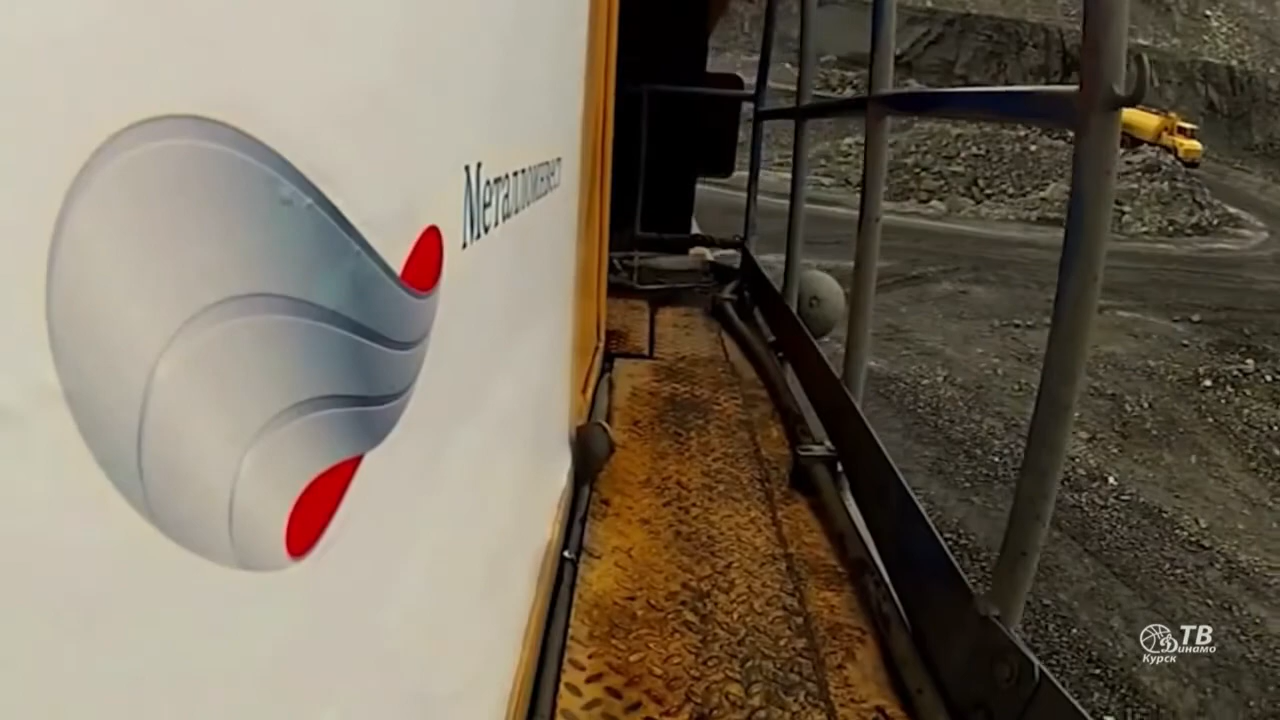 Металлоинвест
ТВ
Динамо
Курск